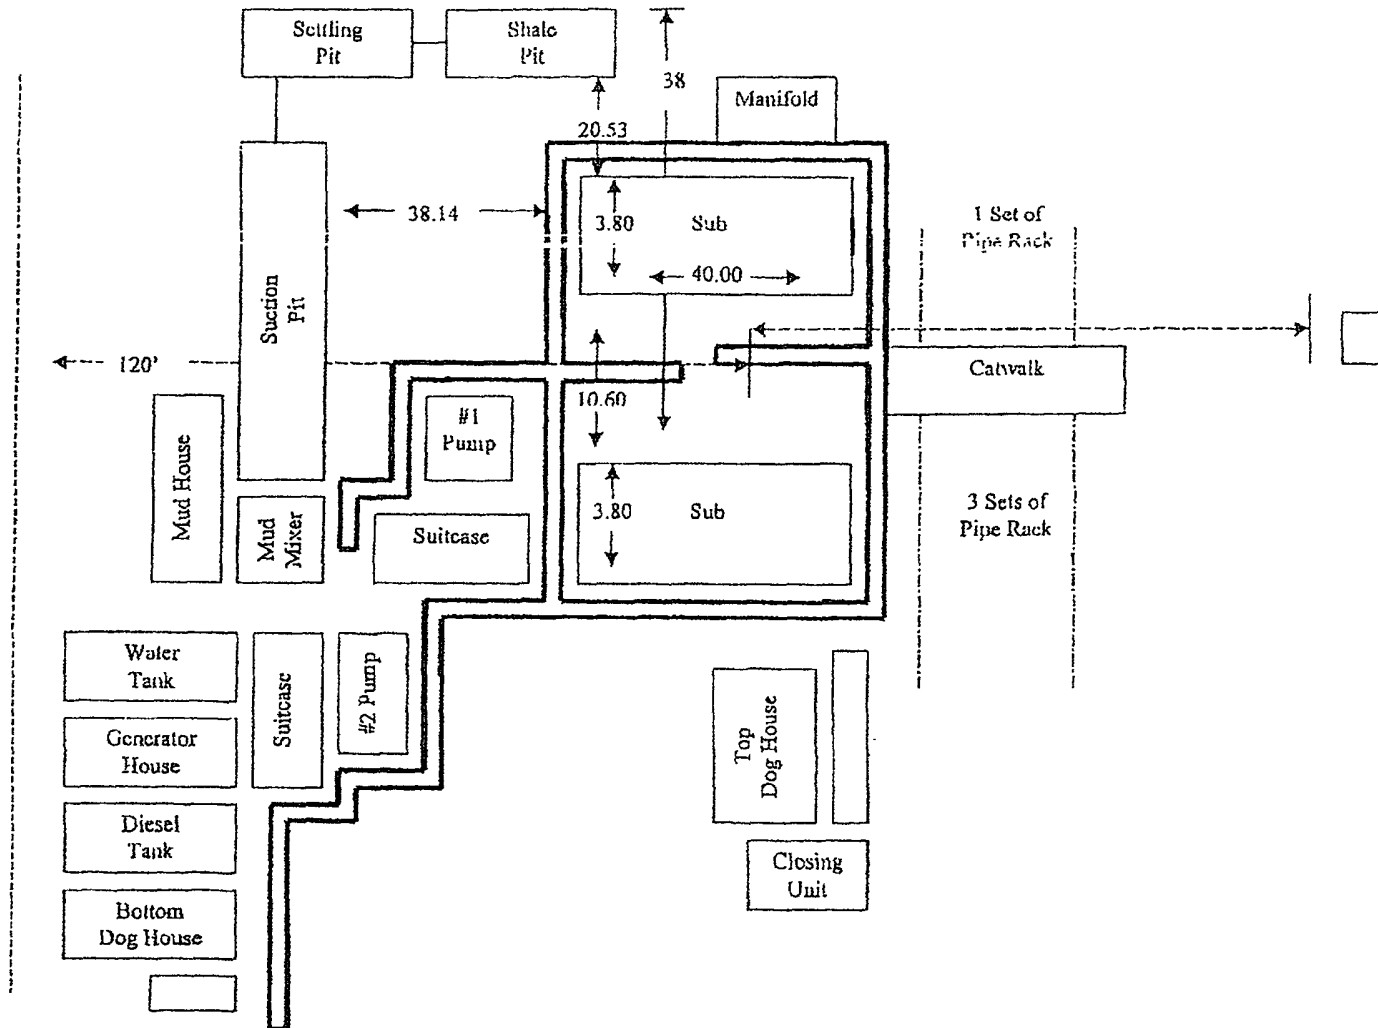 Settling
Pit
Shale
Pit
38
Manifold
20.53
38.14
3.80
Sub
1 Set of
Pipe Rack
40.00
Suction
Pit
120'
Catwalk
10.60
#1
Pump
Mud House
3.80
Sub
3 Sets of
Pipe Rack
Mud
Mixer
Suitcase
Water
Tank
Suitcase
#2 Pump
Generator
House
Top
Dog House
Diesel
Tank
Closing
Unit
Bottom
Dog House